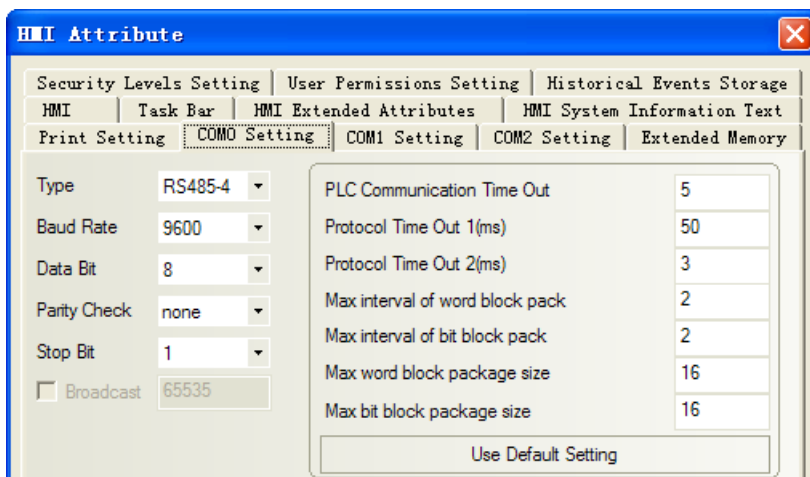 HMI Attribute
Security Levels Setting User Permissions Setting Historical Events Storage
HMI Task Bar HMI Extended Attributes HMI System Information Text
Print Setting COM0 Setting COM1 Setting COM2 Setting Extended Memory
Type RS485-4
Baud Rate 9600
Data Bit 8
Parity Check none
Stop Bit 1
Broadcast 65535
PLC Communication Time Out 5
Protocol Time Out 1(ms) 50
Protocol Time Out 2(ms) 3
Max interval of word block pack 2
Max interval of bit block pack 2
Max word block package size 16
Max bit block package size 16
Use Default Setting